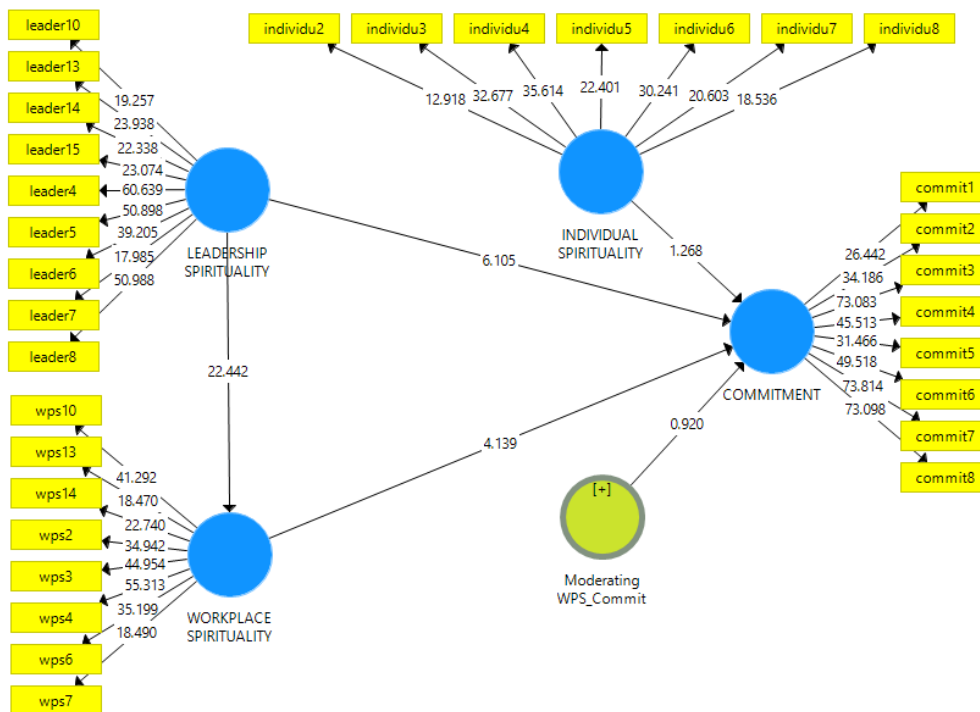 leader10
leader13
leader14
leader15
leader4
leader5
leader6
leader7
leader8
19.257
23.938
22.338
23.074
60.639
50.898
39.205
17.985
50.988
LEADERSHIP
SPIRITUALITY
individu2
individu3
individu4
individu5
individu6
individu7
individu8
12.918
32.677
35.614
22.401
30.241
20.603
18.536
INDIVIDUAL
SPIRITUALITY
6.105
1.268
22.442
4.139
0.920
commit1
commit2
commit3
commit4
commit5
commit6
commit7
commit8
26.442
34.186
73.083
45.513
31.466
49.518
73.814
73.098
COMMITMENT
wps10
wps13
wps14
wps2
wps3
wps4
wps6
wps7
41.292
18.470
22.740
34.942
44.954
55.313
35.199
18.490
WORKPLACE
SPIRITUALITY
[+]
Moderating
WPS_Commit